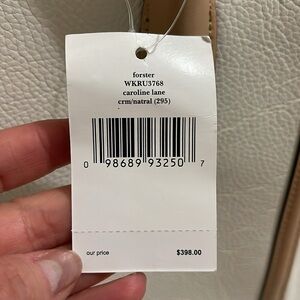 forster
WKRU3768
caroline lane
crm/natral (295)
0 98689 93250 7
our price $398.00